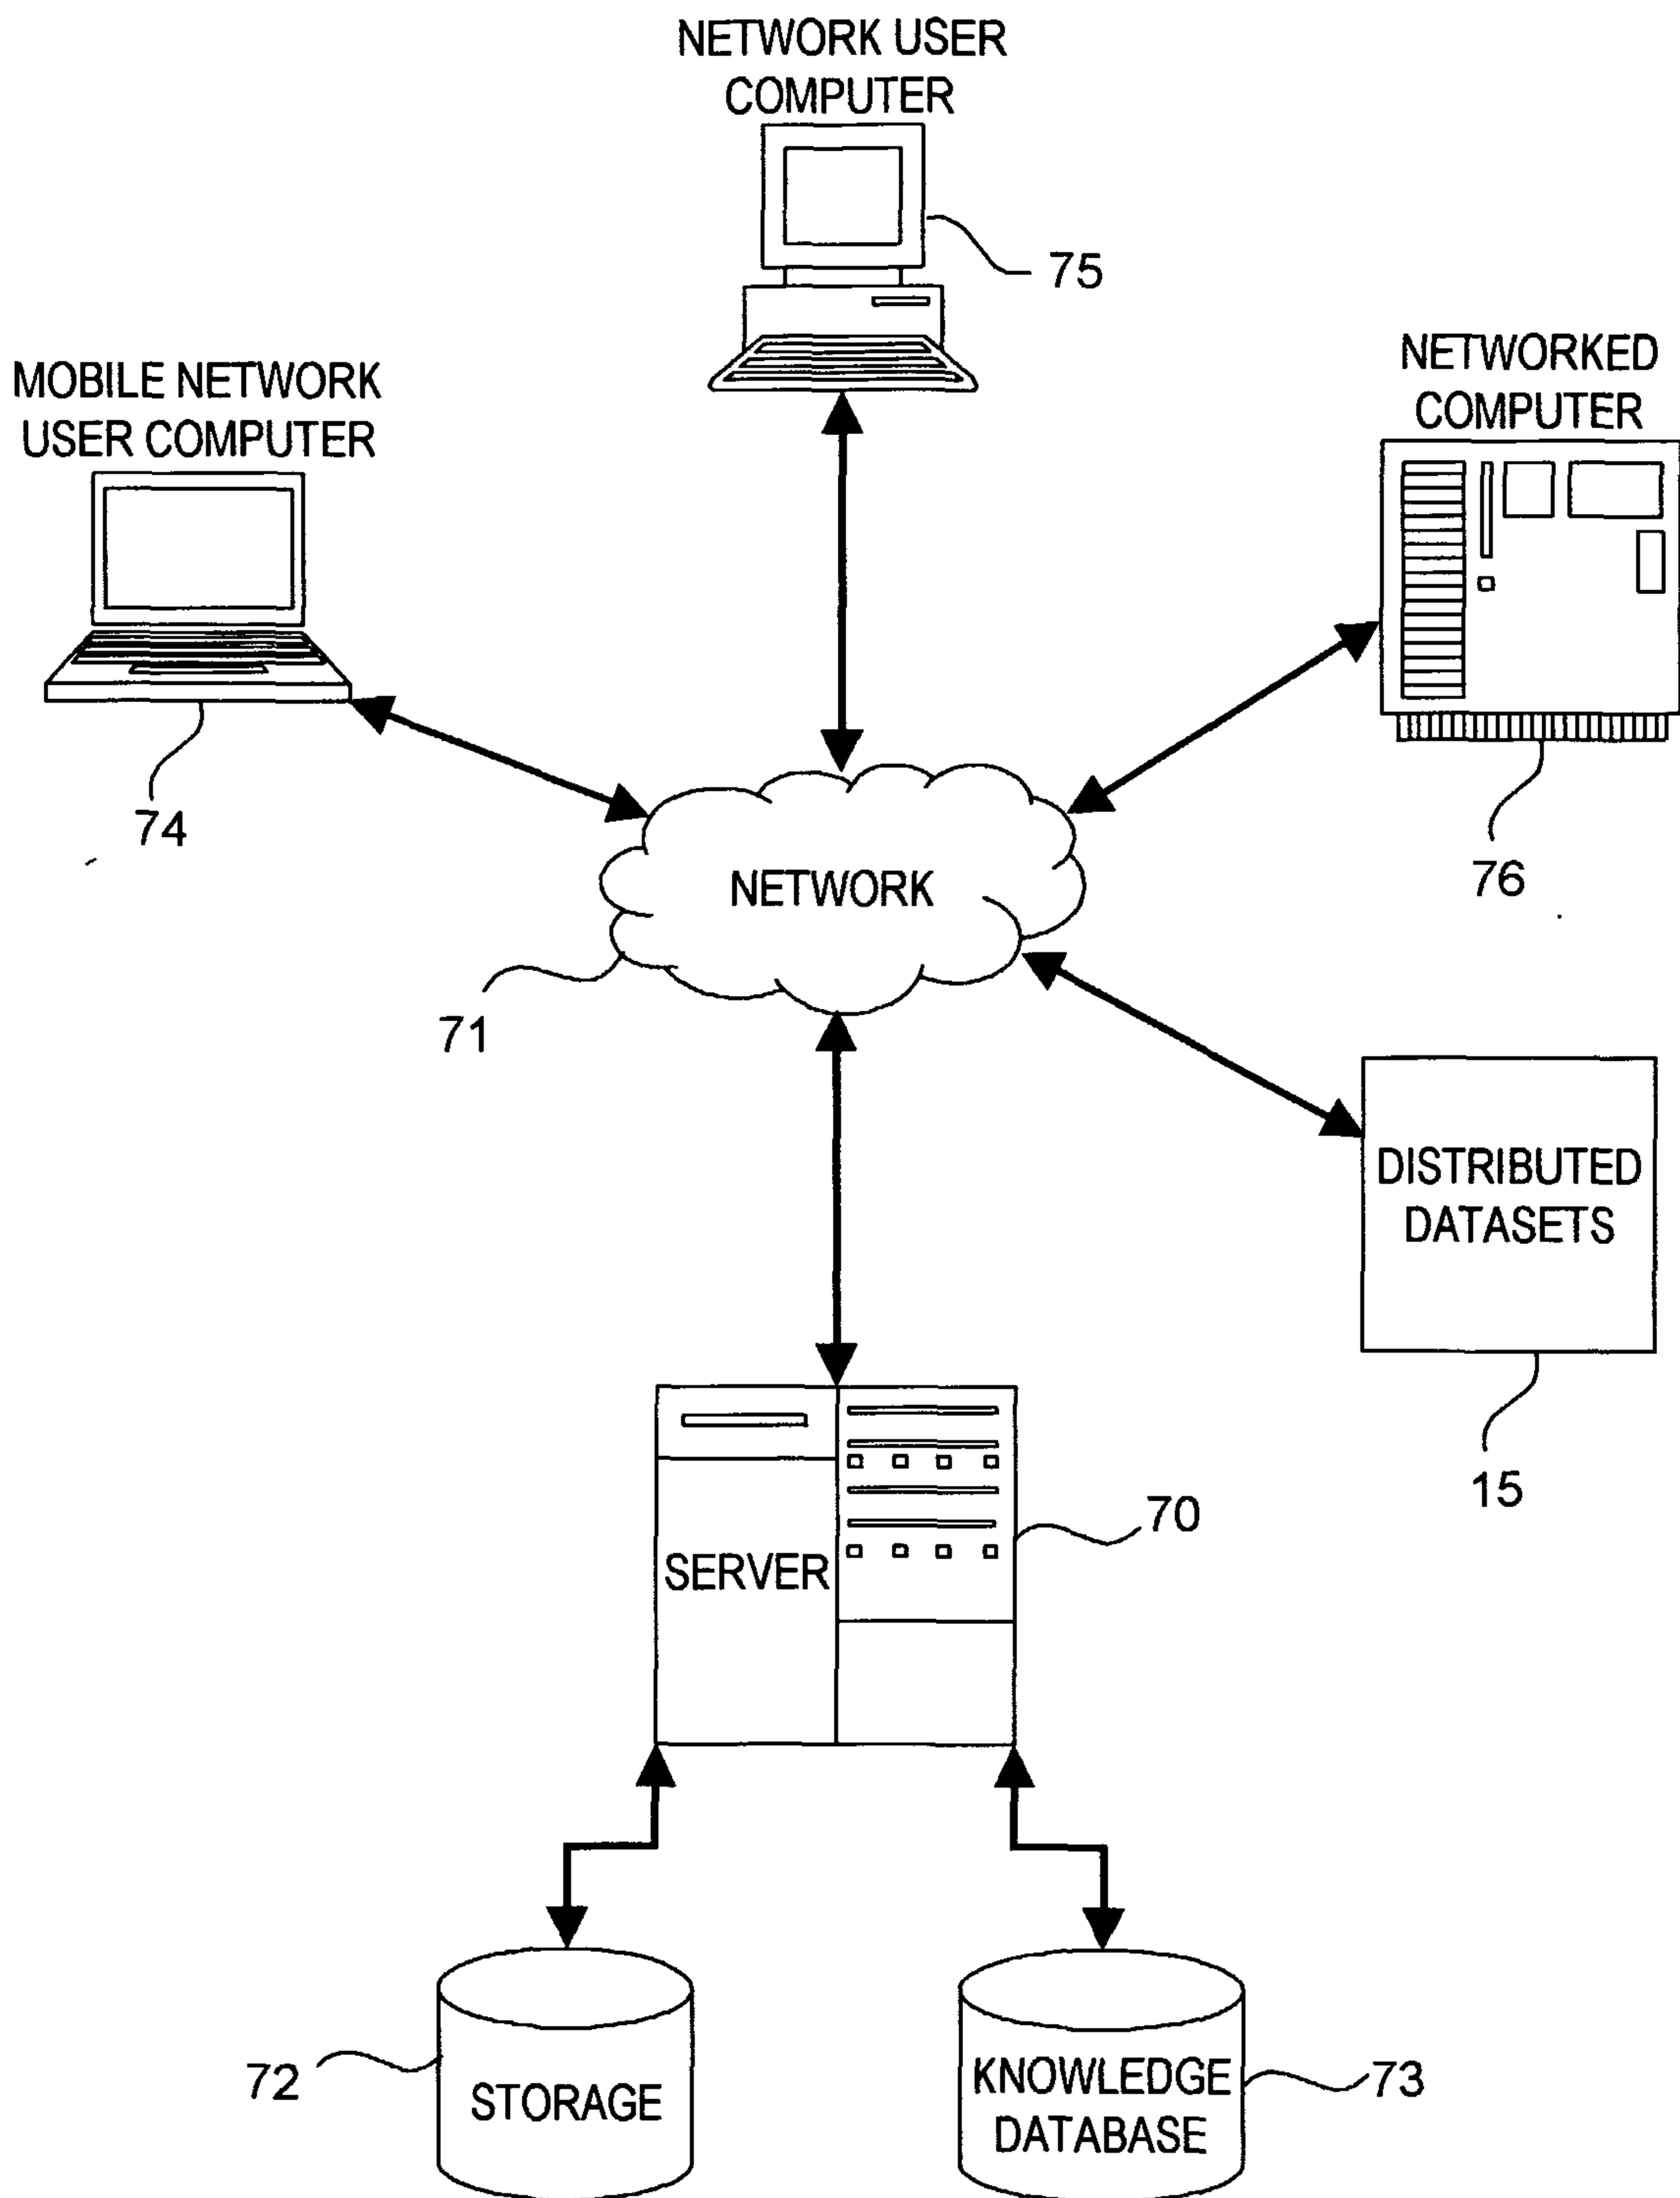 NETWORK USER
COMPUTER
75
MOBILE NETWORK
USER COMPUTER
74
NETWORKED
COMPUTER
76
NETWORK
71
DISTRIBUTED
DATASETS
15
SERVER
70
72
STORAGE
KNOWLEDGE
DATABASE
73